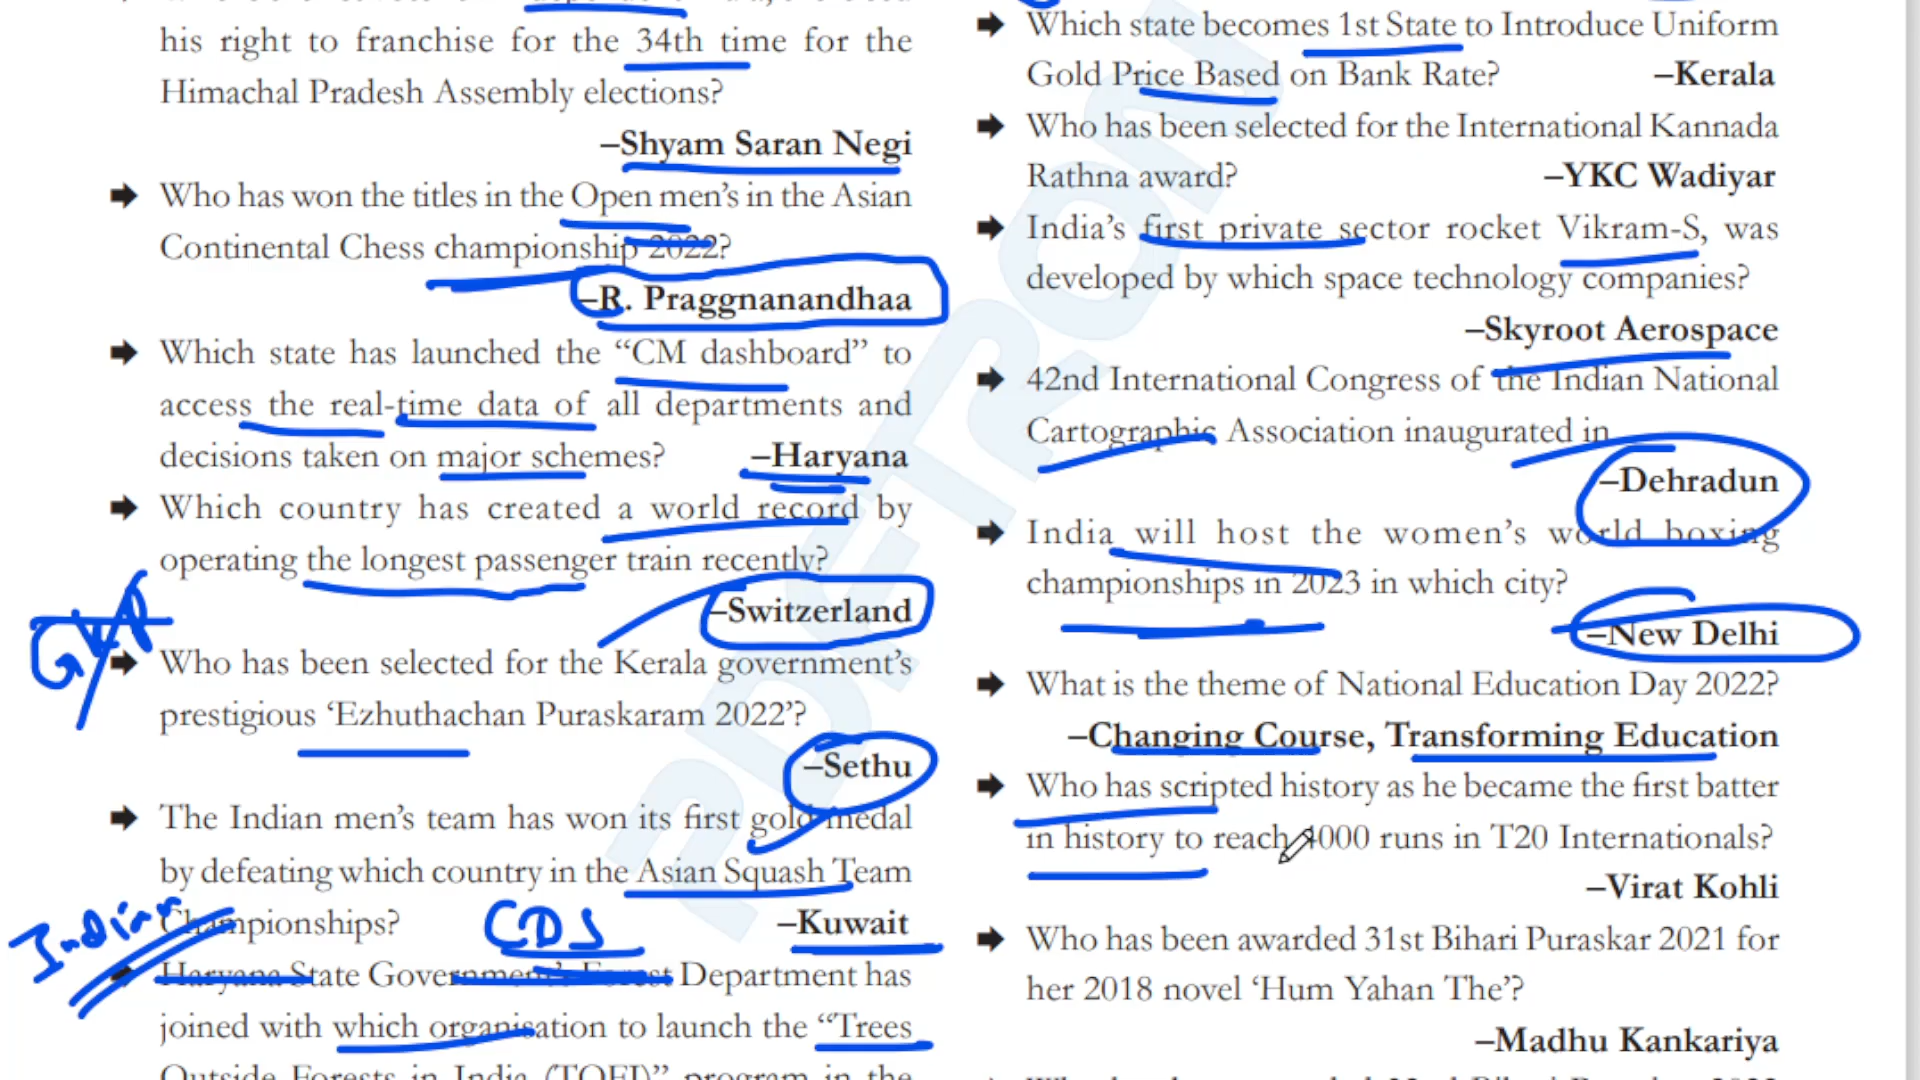 his right to franchise for the 34th time for the
Himachal Pradesh Assembly elections?
–Shyam Saran Negi
Who has won the titles in the Open men's in the Asian
Continental Chess championship 2022?
–R. Praggnanandhaa
Which state has launched the “CM dashboard” to
access the real-time data of all departments and
decisions taken on major schemes? –Haryana
Which country has created a world record by
operating the longest passenger train recently?
–Switzerland
Who has been selected for the Kerala government's
prestigious ‘Ezhuthachan Puraskaram 2022’?
–Sethu
The Indian men's team has won its first gold medal
by defeating which country in the Asian Squash Team
Championships? –Kuwait
CDS
Indian
Haryana State Government's Forest Department has
joined with which organisation to launch the “Trees
Outside Forests in India (TOFI)” program in the
Which state becomes 1st State to Introduce Uniform
Gold Price Based on Bank Rate? –Kerala
Who has been selected for the International Kannada
Rathna award? –YKC Wadiyar
India's first private sector rocket Vikram-S, was
developed by which space technology companies?
–Skyroot Aerospace
42nd International Congress of the Indian National
Cartographic Association inaugurated in
–Dehradun
India will host the women's world boxing
championships in 2023 in which city?
–New Delhi
What is the theme of National Education Day 2022?
–Changing Course, Transforming Education
Who has scripted history as he became the first batter
in history to reach 4000 runs in T20 Internationals?
–Virat Kohli
Who has been awarded 31st Bihari Puraskar 2021 for
her 2018 novel ‘Hum Yahan The’?
–Madhu Kankariya